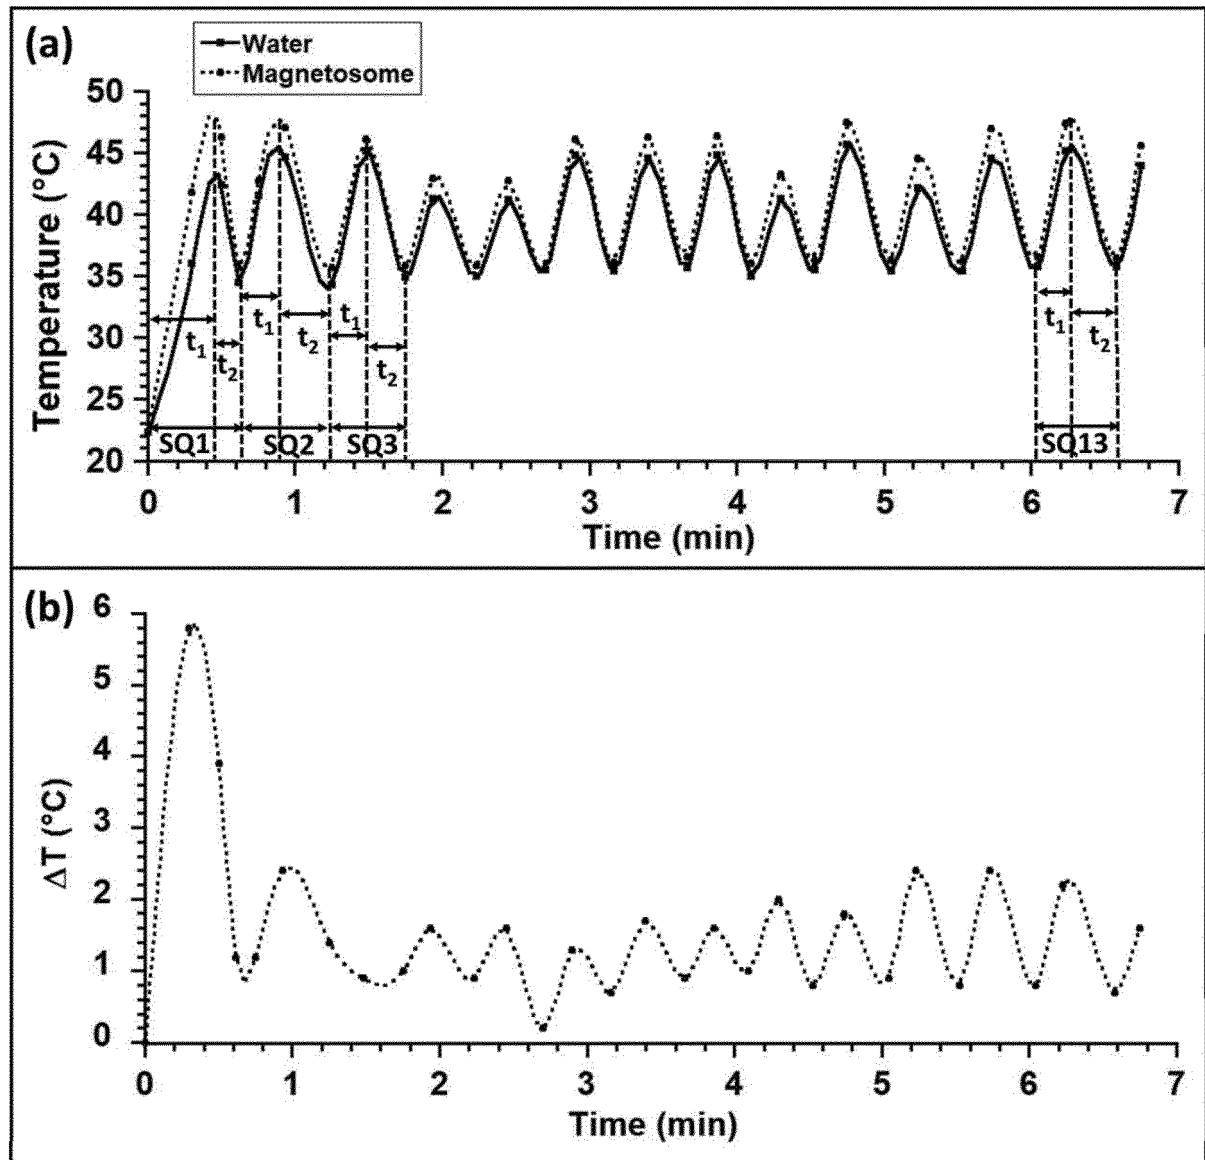 (a)
Water
Magnetosome
50
45
40
35
30
25
20
Temperature (°C)
t1 t2 t1 t2 t1 t2 t1 t2
SQ1 SQ2 SQ3 SQ13
0 1 2 3 4 5 6 7
Time (min)
(b)
6
5
4
3
2
1
0
ΔT (°C)
0 1 2 3 4 5 6 7
Time (min)